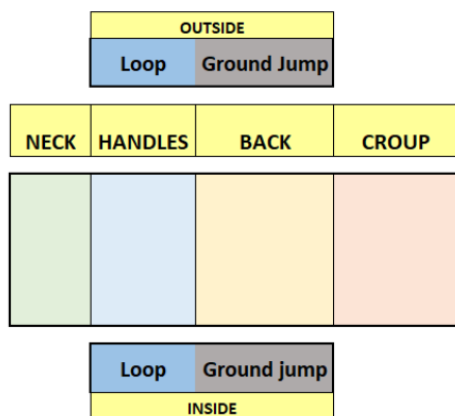 OUTSIDE
Loop Ground Jump
NECK HANDLES BACK CROUP
Loop Ground jump
INSIDE